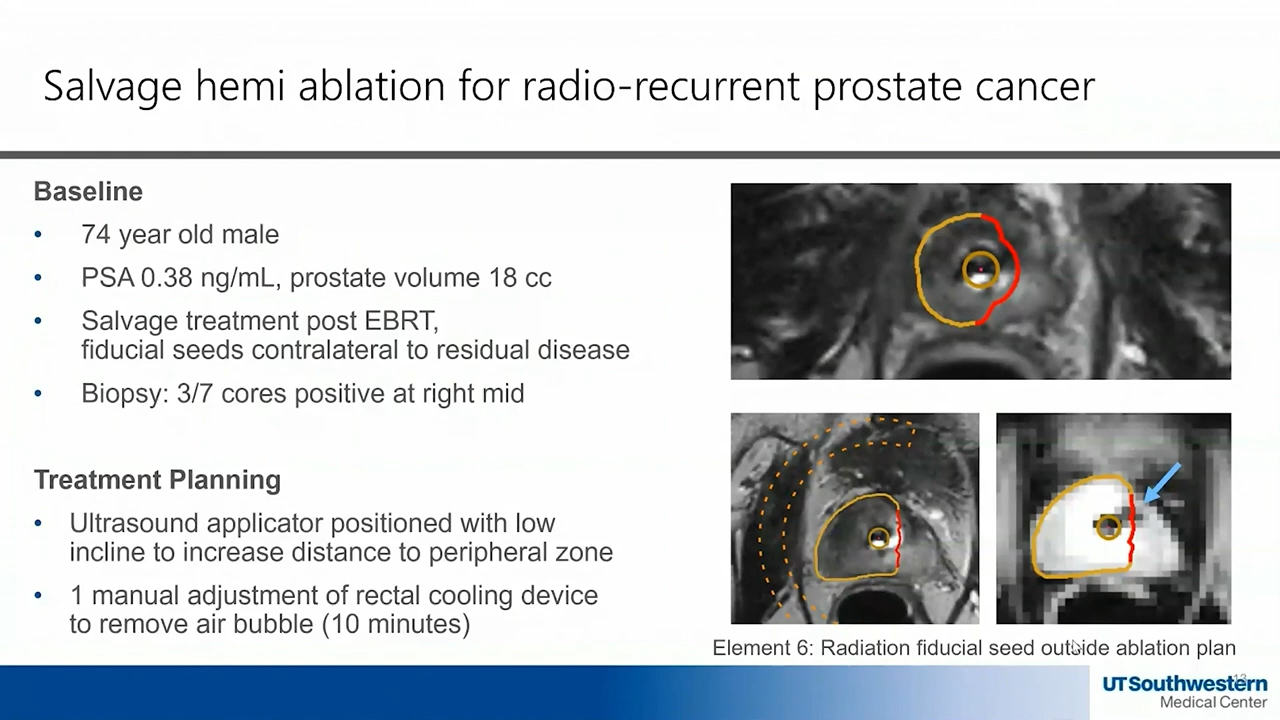 Salvage hemi ablation for radio-recurrent prostate cancer
Baseline
• 74 year old male
• PSA 0.38 ng/mL, prostate volume 18 cc
• Salvage treatment post EBRT,
fiducial seeds contralateral to residual disease
• Biopsy: 3/7 cores positive at right mid
Treatment Planning
• Ultrasound applicator positioned with low
incline to increase distance to peripheral zone
• 1 manual adjustment of rectal cooling device
to remove air bubble (10 minutes)
Element 6: Radiation fiducial seed outside ablation plan
13
UTSouthwestern
Medical Center